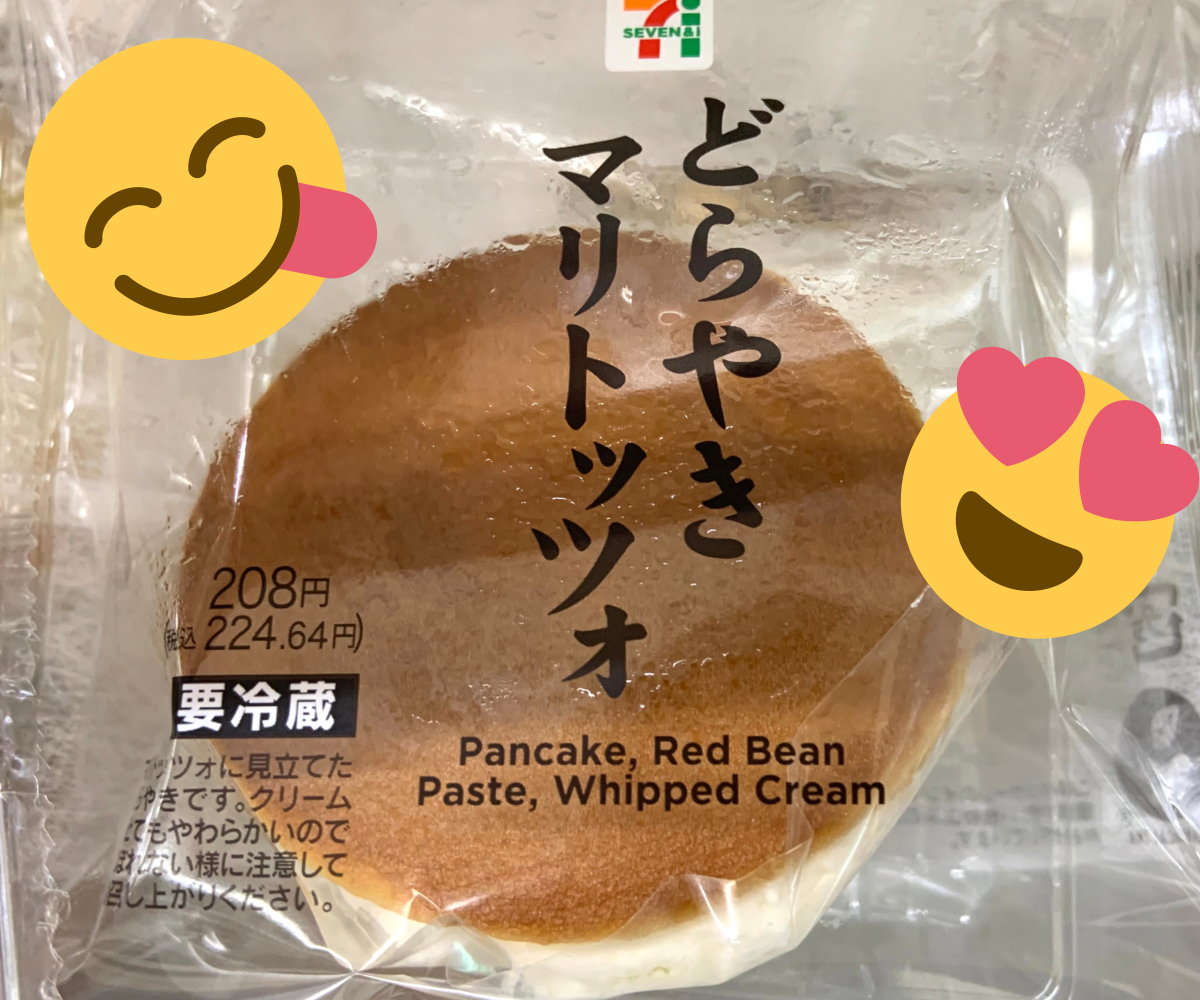 SEVEN&i
どらやき
マリトッツォ
208円
(税込 224.64円)
要冷蔵
ッツォに見立てた
やきです。クリーム
てもやわらかいので
ぼれない様に注意して
召し上がりください。
Pancake, Red Bean
Paste, Whipped Cream